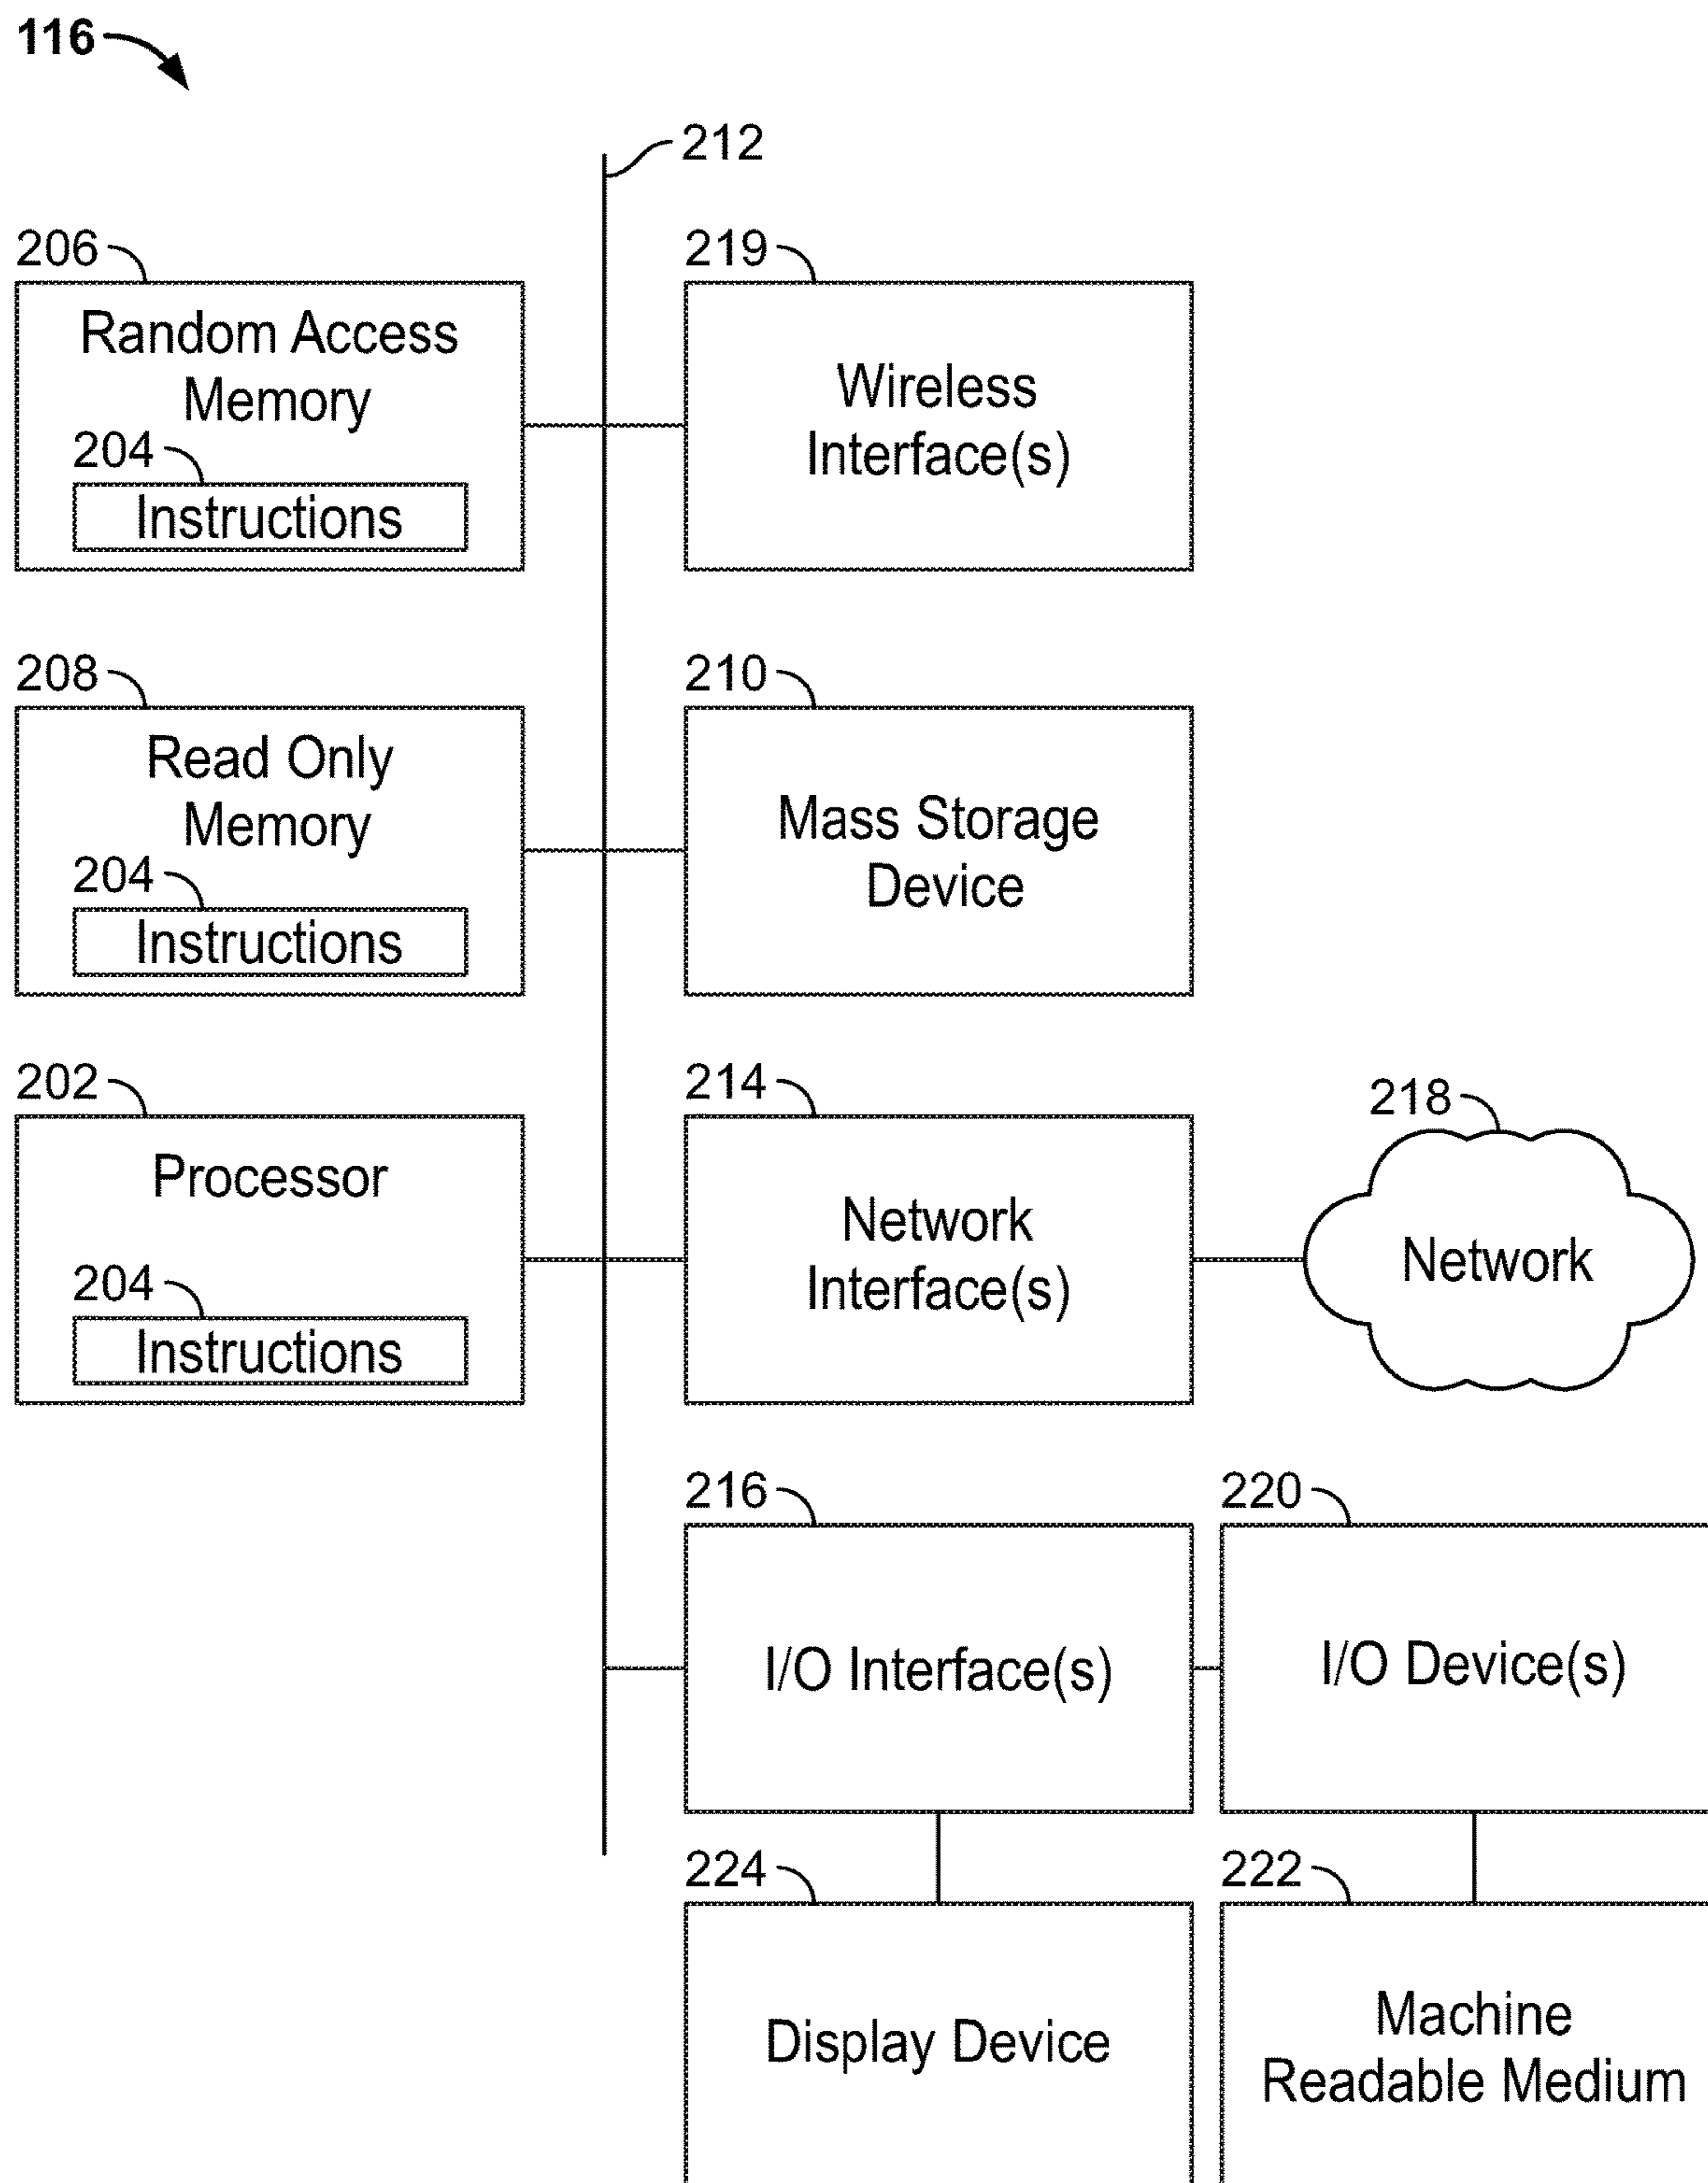 116
212
206
Random Access
Memory
204
Instructions
219
Wireless
Interface(s)
208
Read Only
Memory
204
Instructions
210
Mass Storage
Device
202
Processor
204
Instructions
214
Network
Interface(s)
218
Network
216
I/O Interface(s)
220
I/O Device(s)
224
Display Device
222
Machine
Readable Medium